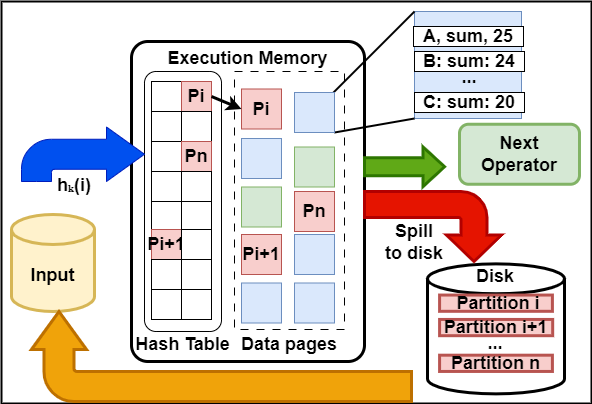 Execution Memory
A, sum, 25
B: sum: 24
...
C: sum: 20
Pi
Pn
Pi+1
Pi
Pn
Pi+1
Hash Table
Data pages
hₖ(i)
Input
Next
Operator
Spill
to disk
Disk
Partition i
Partition i+1
...
Partition n